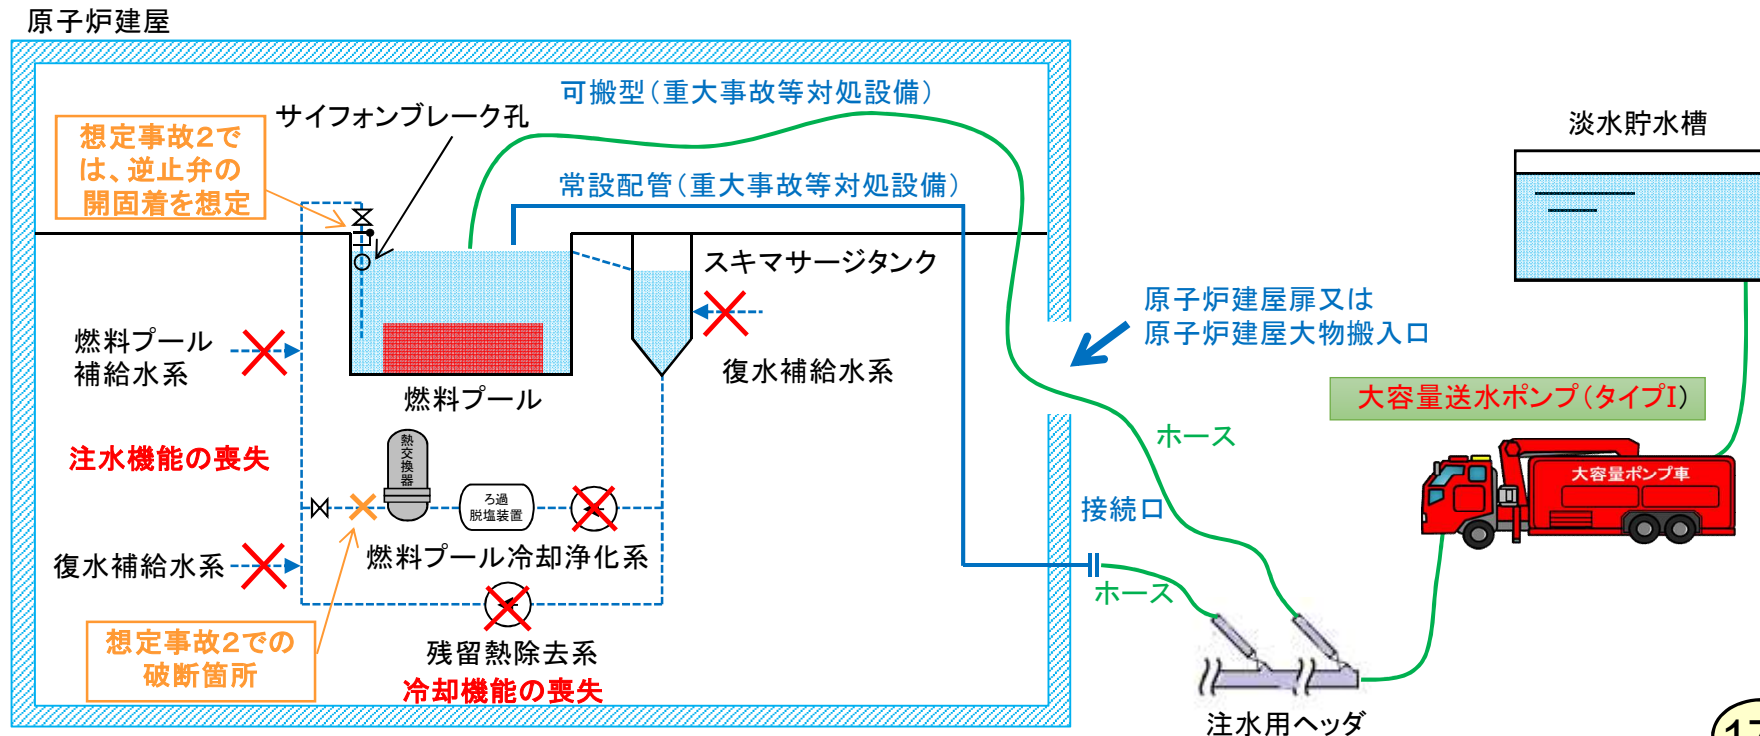 原子炉建屋
可搬型(重大事故等対処設備)
サイフォンブレーク孔
想定事故2で
は、逆止弁の
開固着を想定
淡水貯水槽
常設配管(重大事故等対処設備)
スキマサージタンク
原子炉建屋扉又は
原子炉建屋大物搬入口
燃料プール
補給水系
復水補給水系
燃料プール
大容量送水ポンプ(タイプⅠ)
ホース
注水機能の喪失
熱交換器
大容量ポンプ車
ろ過
脱塩装置
接続口
燃料プール冷却浄化系
復水補給水系
ホース
想定事故2での
破断箇所
残留熱除去系
冷却機能の喪失
注水用ヘッダ